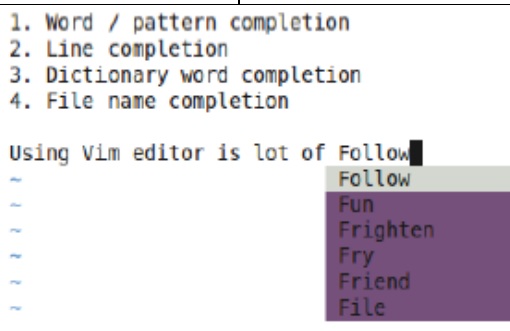 1. Word / pattern completion
2. Line completion
3. Dictionary word completion
4. File name completion
Using Vim editor is lot of Follow
~ Follow
~ Fun
~ Frighten
~ Fry
~ Friend
~ File